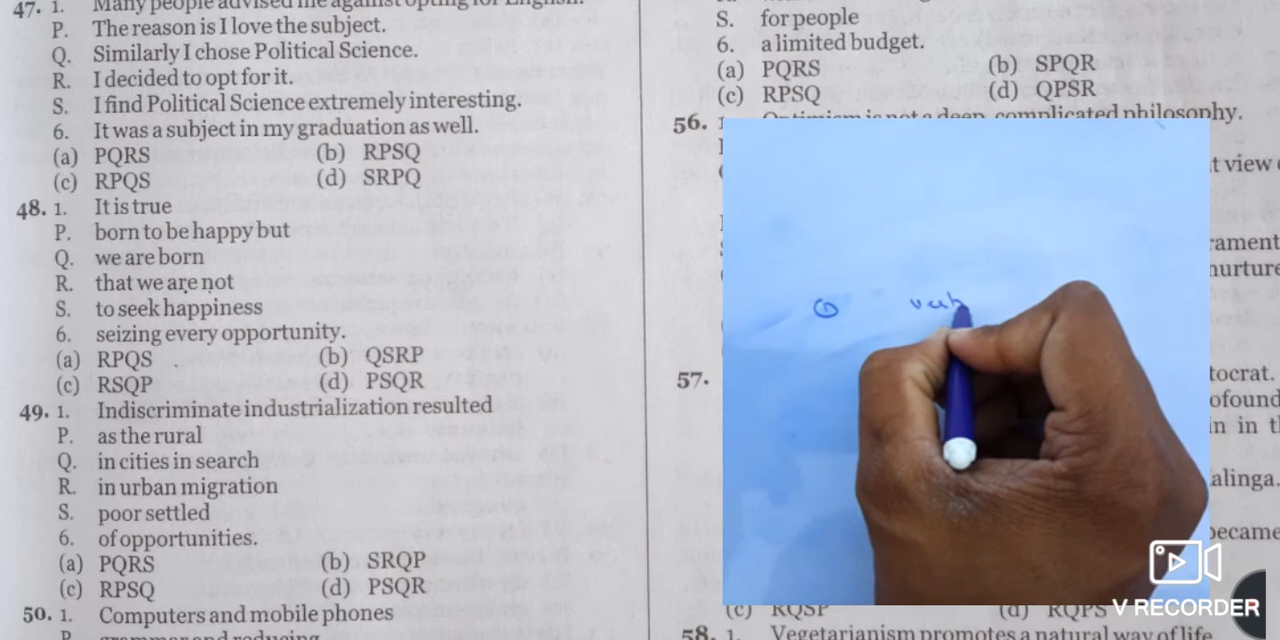 47. 1. Many people advised me against opting for English.
P. The reason is I love the subject.
Q. Similarly I chose Political Science.
R. I decided to opt for it.
S. I find Political Science extremely interesting.
6. It was a subject in my graduation as well.
(a) PQRS (b) RPSQ
(c) RPQS (d) SRPQ
48. 1. It is true
P. born to be happy but
Q. we are born
R. that we are not
S. to seek happiness
6. seizing every opportunity.
(a) RPQS (b) QSRP
(c) RSQP (d) PSQR
49. 1. Indiscriminate industrialization resulted
P. as the rural
Q. in cities in search
R. in urban migration
S. poor settled
6. of opportunities.
(a) PQRS (b) SRQP
(c) RPSQ (d) PSQR
50. 1. Computers and mobile phones
P. grammar and reducing
S. for people
6. a limited budget.
(a) PQRS (b) SPQR
(c) RPSQ (d) QPSR
56. 1. Optimism is not a deep, complicated philosophy.
t view
rament
nurture
① verb
57. tocrat.
ofound
in in th
alinga.
became
(c) RQSP (d) RQPS
V RECORDER
58. 1. Vegetarianism promotes a natural way of life